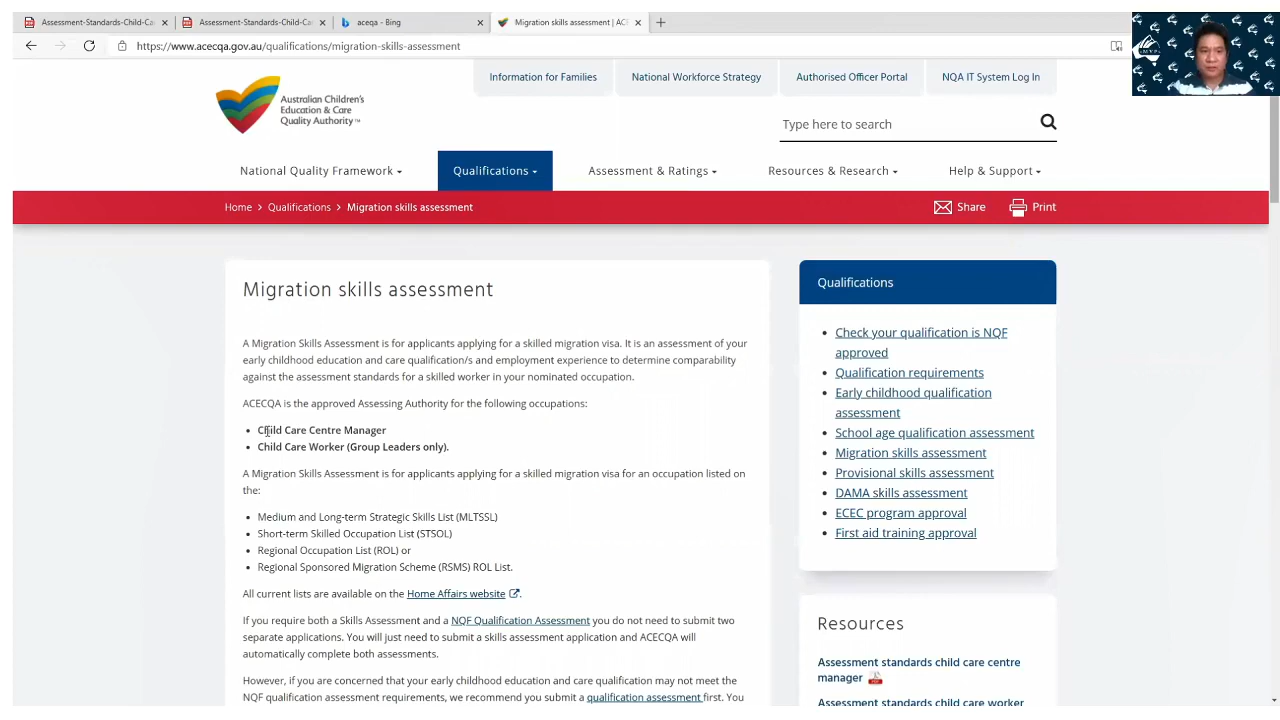 Assessment-Standards-Child-Ca
Assessment-Standards-Child-Ca
aceqa - Bing
Migration skills assessment | AC
https://www.acecqa.gov.au/qualifications/migration-skills-assessment
Information for Families
National Workforce Strategy
Authorised Officer Portal
NQA IT System Log In
Australian Children's
Education & Care
Quality Authority™
Type here to search
National Quality Framework
Qualifications
Assessment & Ratings
Resources & Research
Help & Support
Home > Qualifications > Migration skills assessment
Share
Print
Migration skills assessment
A Migration Skills Assessment is for applicants applying for a skilled migration visa. It is an assessment of your
early childhood education and care qualification/s and employment experience to determine comparability
against the assessment standards for a skilled worker in your nominated occupation.
ACECQA is the approved Assessing Authority for the following occupations:
• Child Care Centre Manager
• Child Care Worker (Group Leaders only).
A Migration Skills Assessment is for applicants applying for a skilled migration visa for an occupation listed on
the:
• Medium and Long-term Strategic Skills List (MLTSSL)
• Short-term Skilled Occupation List (STSOL)
• Regional Occupation List (ROL) or
• Regional Sponsored Migration Scheme (RSMS) ROL List.
All current lists are available on the Home Affairs website.
If you require both a Skills Assessment and a NQF Qualification Assessment you do not need to submit two
separate applications. You will just need to submit a skills assessment application and ACECQA will
automatically complete both assessments.
However, if you are concerned that your early childhood education and care qualification may not meet the
NQF qualification assessment requirements, we recommend you submit a qualification assessment first. You
Qualifications
• Check your qualification is NQF
approved
• Qualification requirements
• Early childhood qualification
assessment
• School age qualification assessment
• Migration skills assessment
• Provisional skills assessment
• DAMA skills assessment
• ECEC program approval
• First aid training approval
Resources
Assessment standards child care centre
manager
Assessment standards child care worker